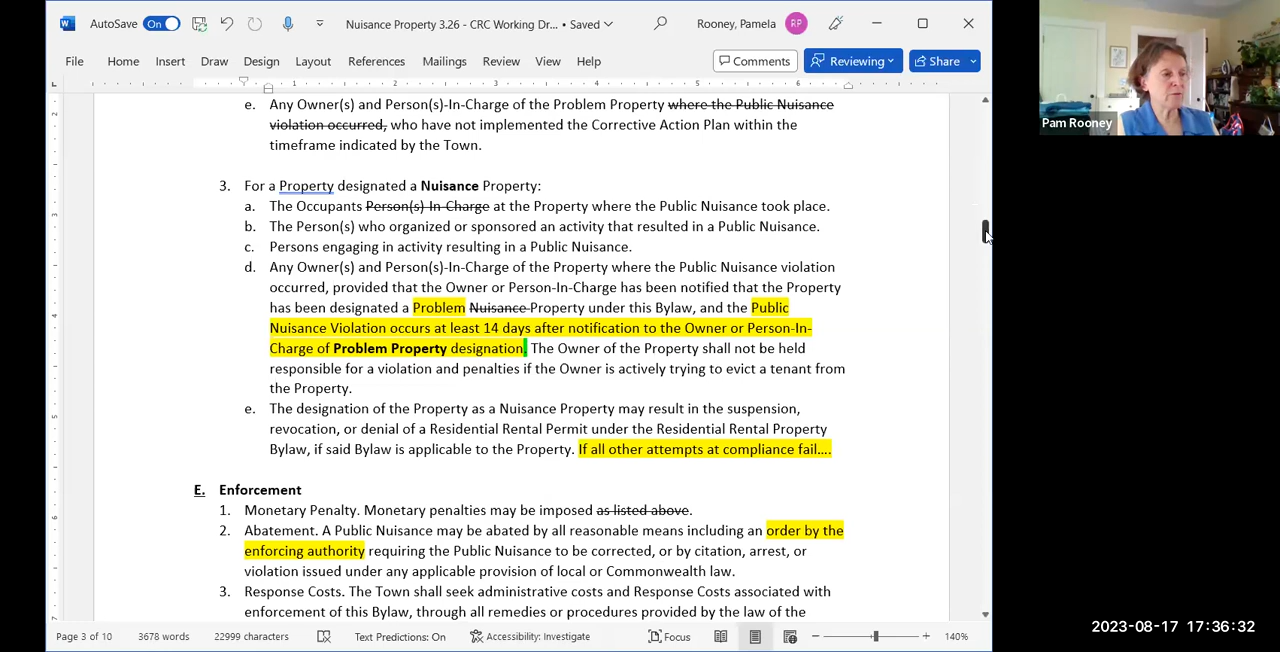 AutoSave On Nuisance Property 3.26 - CRC Working Dr... • Saved Rooney, Pamela RP
File Home Insert Draw Design Layout References Mailings Review View Help Comments Reviewing Share
1 2 3 4 5 6
Pam Rooney
e. Any Owner(s) and Person(s)-In-Charge of the Problem Property where the Public Nuisance
violation occurred, who have not implemented the Corrective Action Plan within the
timeframe indicated by the Town.
3. For a Property designated a Nuisance Property:
a. The Occupants Person(s) In-Charge at the Property where the Public Nuisance took place.
b. The Person(s) who organized or sponsored an activity that resulted in a Public Nuisance.
c. Persons engaging in activity resulting in a Public Nuisance.
d. Any Owner(s) and Person(s)-In-Charge of the Property where the Public Nuisance violation
occurred, provided that the Owner or Person-In-Charge has been notified that the Property
has been designated a Problem Nuisance Property under this Bylaw, and the Public
Nuisance Violation occurs at least 14 days after notification to the Owner or Person-In-
Charge of Problem Property designation. The Owner of the Property shall not be held
responsible for a violation and penalties if the Owner is actively trying to evict a tenant from
the Property.
e. The designation of the Property as a Nuisance Property may result in the suspension,
revocation, or denial of a Residential Rental Permit under the Residential Rental Property
Bylaw, if said Bylaw is applicable to the Property. If all other attempts at compliance fail....
E. Enforcement
1. Monetary Penalty. Monetary penalties may be imposed as listed above.
2. Abatement. A Public Nuisance may be abated by all reasonable means including an order by the
enforcing authority requiring the Public Nuisance to be corrected, or by citation, arrest, or
violation issued under any applicable provision of local or Commonwealth law.
3. Response Costs. The Town shall seek administrative costs and Response Costs associated with
enforcement of this Bylaw, through all remedies or procedures provided by the law of the
Page 3 of 10 3678 words 22999 characters Text Predictions: On Accessibility: Investigate Focus 140%
2023-08-17 17:36:32